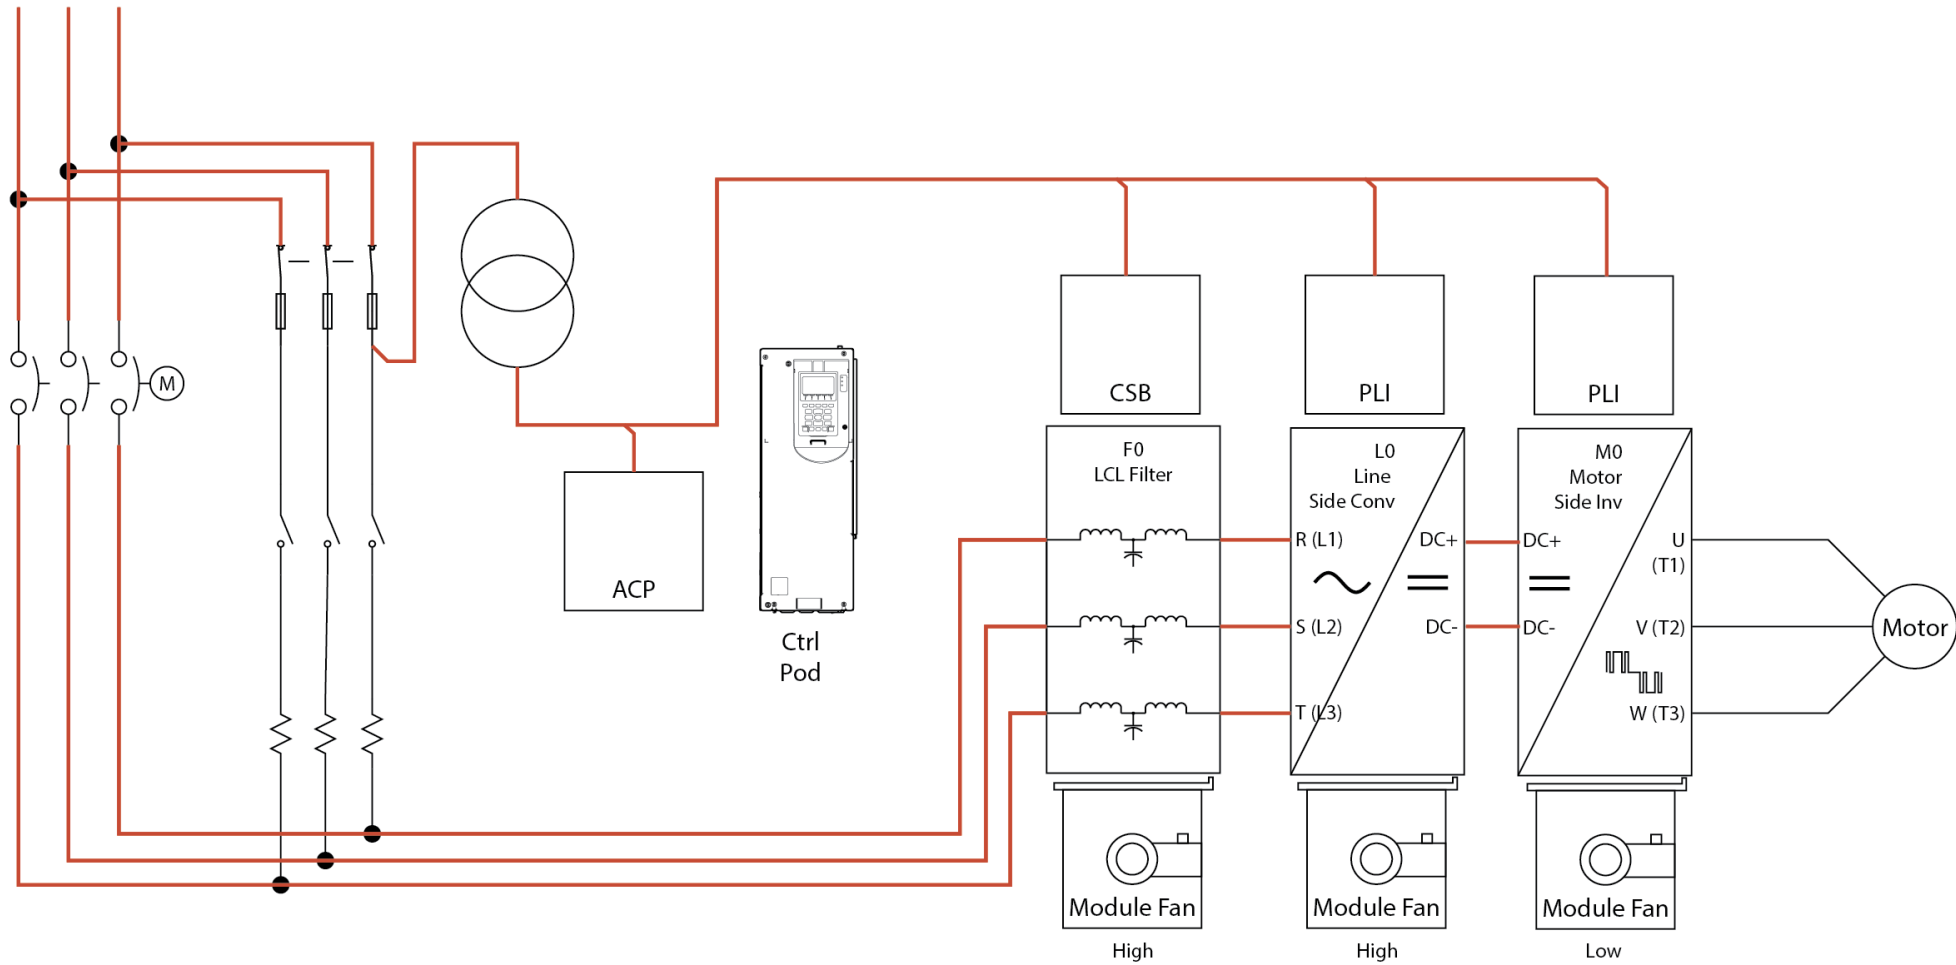 M
ACP
Ctrl
Pod
CSB
PLI
PLI
F0
LCL Filter
L0
Line
Side Conv
R (L1)
S (L2)
T (L3)
DC+
DC-
M0
Motor
Side Inv
DC+
DC-
U
(T1)
V (T2)
W (T3)
Motor
Module Fan
High
Module Fan
High
Module Fan
Low